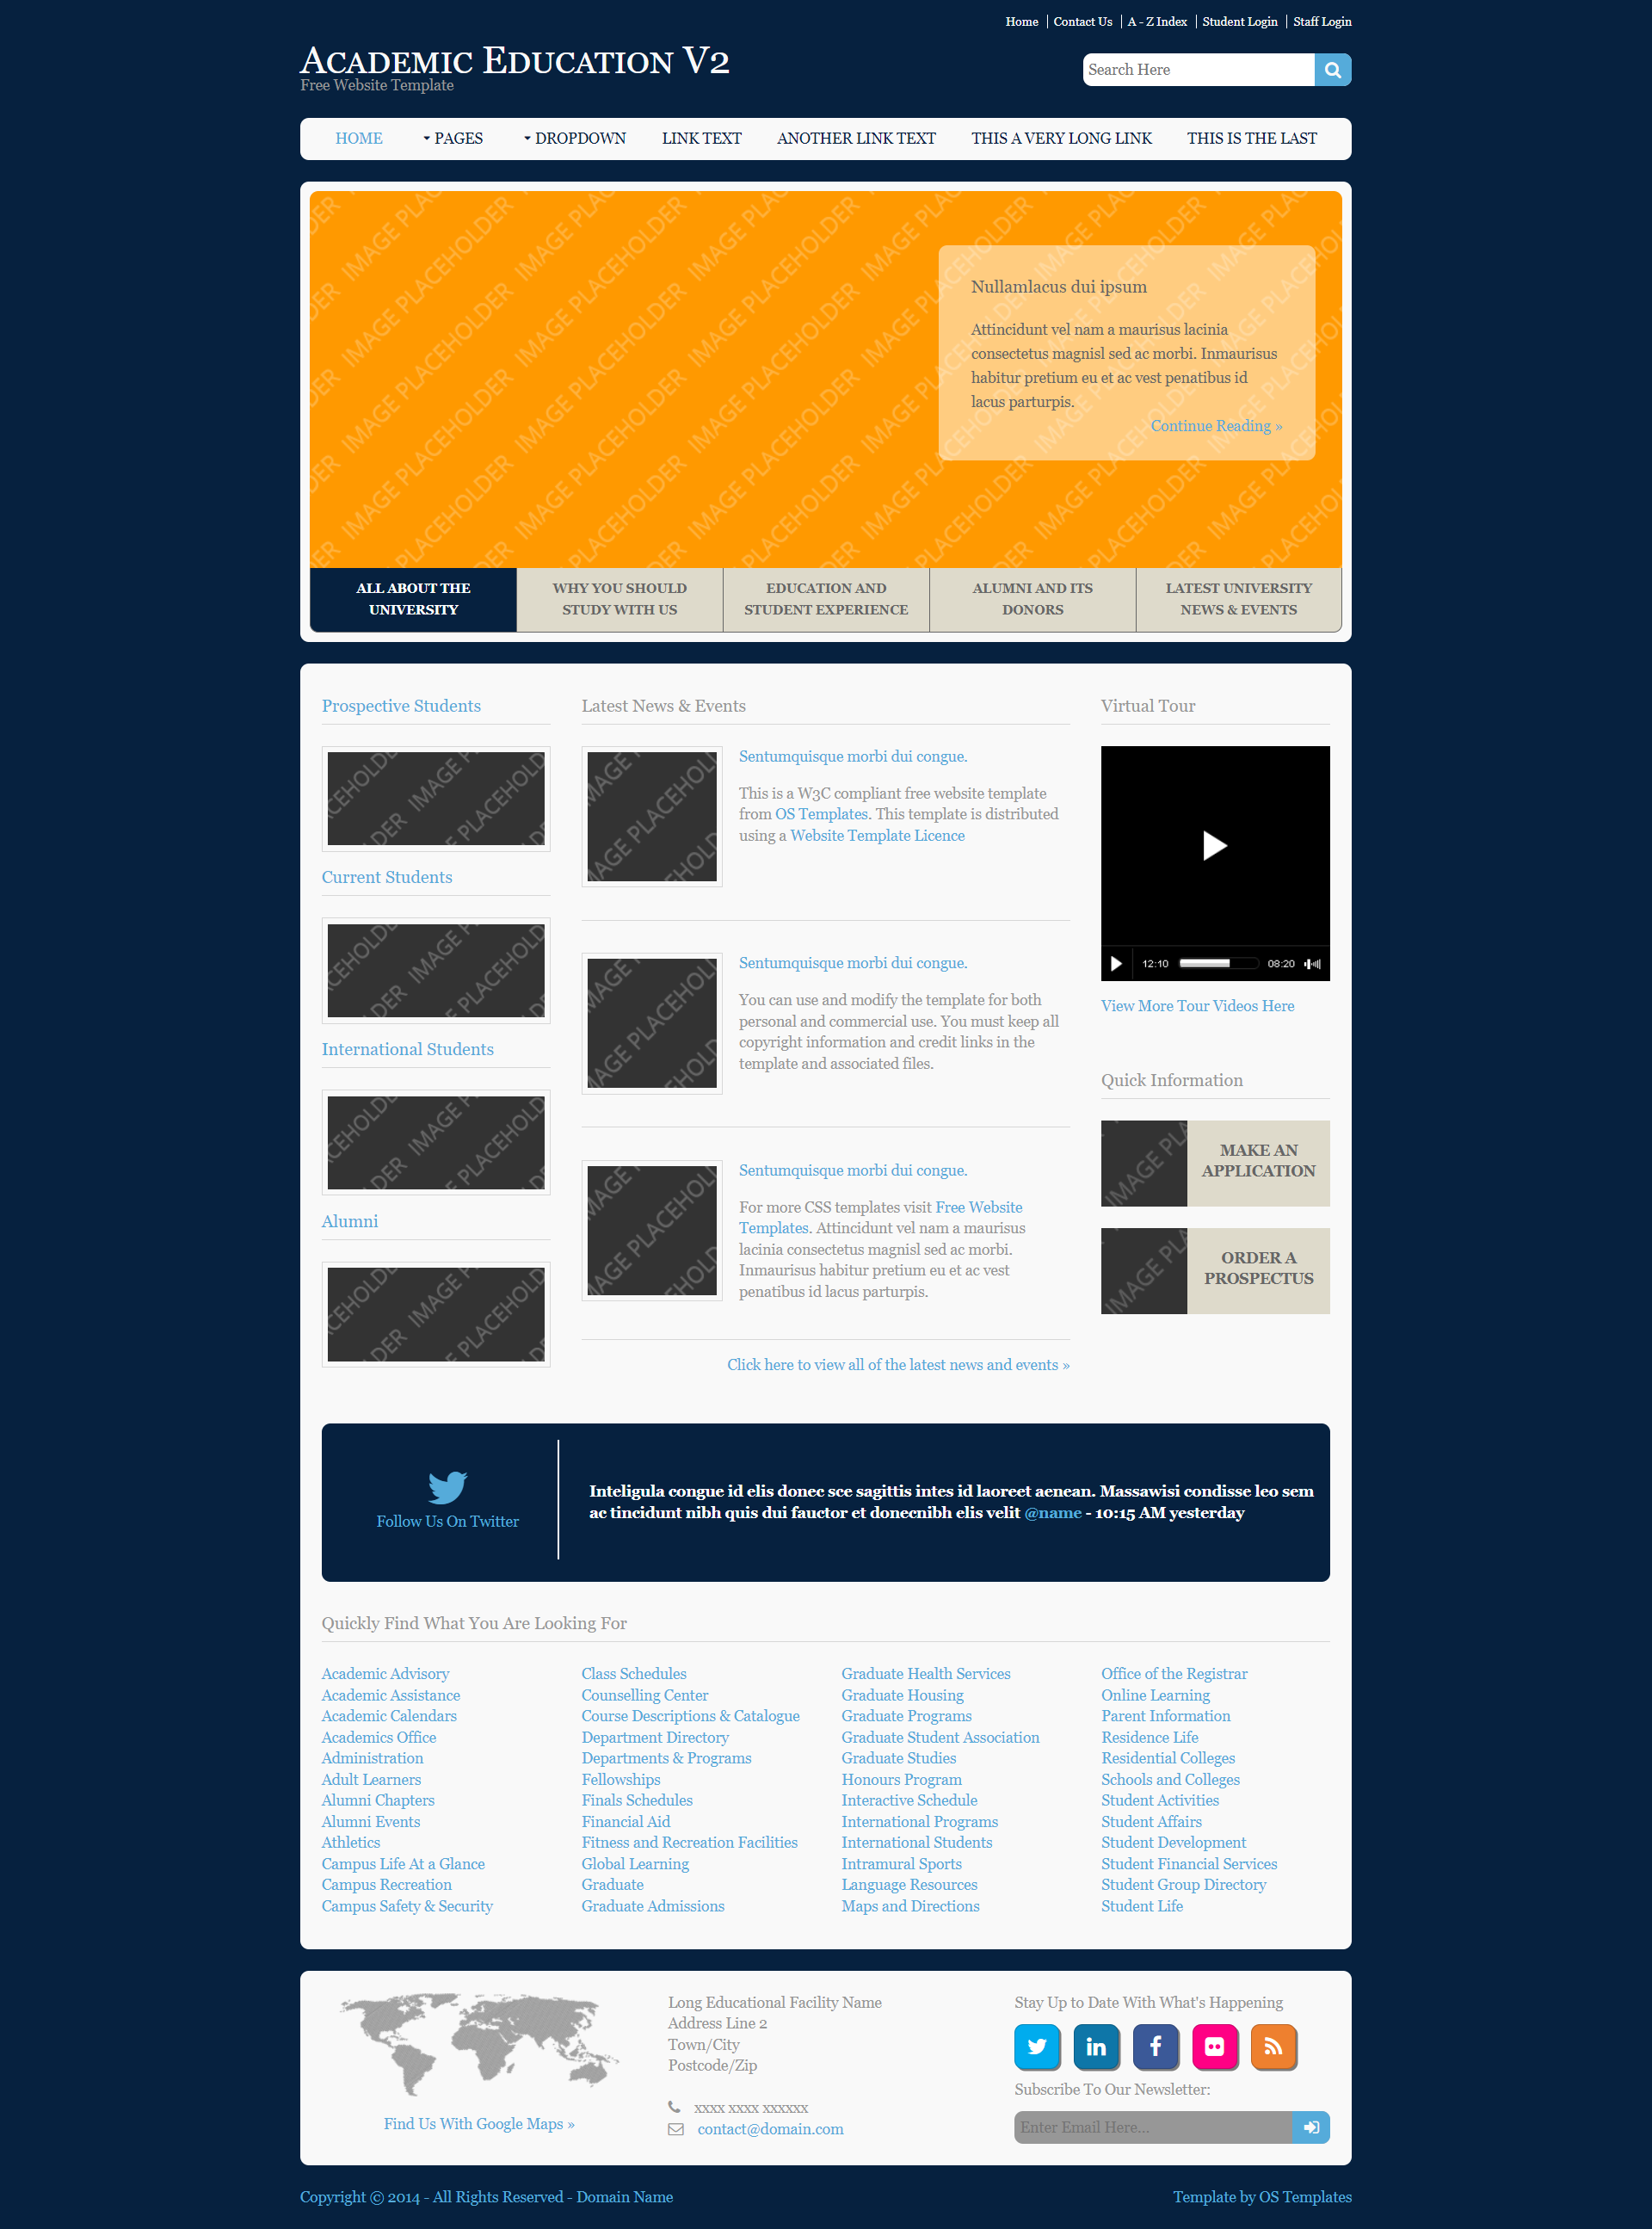 Home
Contact Us
A - Z Index
Student Login
Staff Login
Academic Education V2
Free Website Template
Search Here
HOME
PAGES
DROPDOWN
LINK TEXT
ANOTHER LINK TEXT
THIS A VERY LONG LINK
THIS IS THE LAST
IMAGE PLACEHOLDER
Nullamlacus dui ipsum
Attincidunt vel nam a maurisus lacinia
consectetus magnisl sed ac morbi. Inmaurisus
habitur pretium eu et ac vest penatibus id
lacus parturpis.
Continue Reading »
ALL ABOUT THE
UNIVERSITY
WHY YOU SHOULD
STUDY WITH US
EDUCATION AND
STUDENT EXPERIENCE
ALUMNI AND ITS
DONORS
LATEST UNIVERSITY
NEWS & EVENTS
Prospective Students
Current Students
International Students
Alumni
Latest News & Events
Sentumquisque morbi dui congue.
This is a W3C compliant free website template
from OS Templates. This template is distributed
using a Website Template Licence
Sentumquisque morbi dui congue.
You can use and modify the template for both
personal and commercial use. You must keep all
copyright information and credit links in the
template and associated files.
Sentumquisque morbi dui congue.
For more CSS templates visit Free Website
Templates. Attincidunt vel nam a maurisus
lacinia consectetus magnisl sed ac morbi.
Inmaurisus habitur pretium eu et ac vest
penatibus id lacus parturpis.
Click here to view all of the latest news and events »
Virtual Tour
12:10
08:20
View More Tour Videos Here
Quick Information
MAKE AN
APPLICATION
ORDER A
PROSPECTUS
Follow Us On Twitter
Inteligula congue id elis donec sce sagittis intes id laoreet aenean. Massawisi condisse leo sem
ac tincidunt nibh quis dui fauctor et donecnibh elis velit @name - 10:15 AM yesterday
Quickly Find What You Are Looking For
Academic Advisory
Academic Assistance
Academic Calendars
Academics Office
Administration
Adult Learners
Alumni Chapters
Alumni Events
Athletics
Campus Life At a Glance
Campus Recreation
Campus Safety & Security
Class Schedules
Counselling Center
Course Descriptions & Catalogue
Department Directory
Departments & Programs
Fellowships
Finals Schedules
Financial Aid
Fitness and Recreation Facilities
Global Learning
Graduate
Graduate Admissions
Graduate Health Services
Graduate Housing
Graduate Programs
Graduate Student Association
Graduate Studies
Honours Program
Interactive Schedule
International Programs
International Students
Intramural Sports
Language Resources
Maps and Directions
Office of the Registrar
Online Learning
Parent Information
Residence Life
Residential Colleges
Schools and Colleges
Student Activities
Student Affairs
Student Development
Student Financial Services
Student Group Directory
Student Life
Find Us With Google Maps »
Long Educational Facility Name
Address Line 2
Town/City
Postcode/Zip
xxxx xxxx xxxxxx
contact@domain.com
Stay Up to Date With What's Happening
Subscribe To Our Newsletter:
Enter Email Here...
Copyright © 2014 - All Rights Reserved - Domain Name
Template by OS Templates